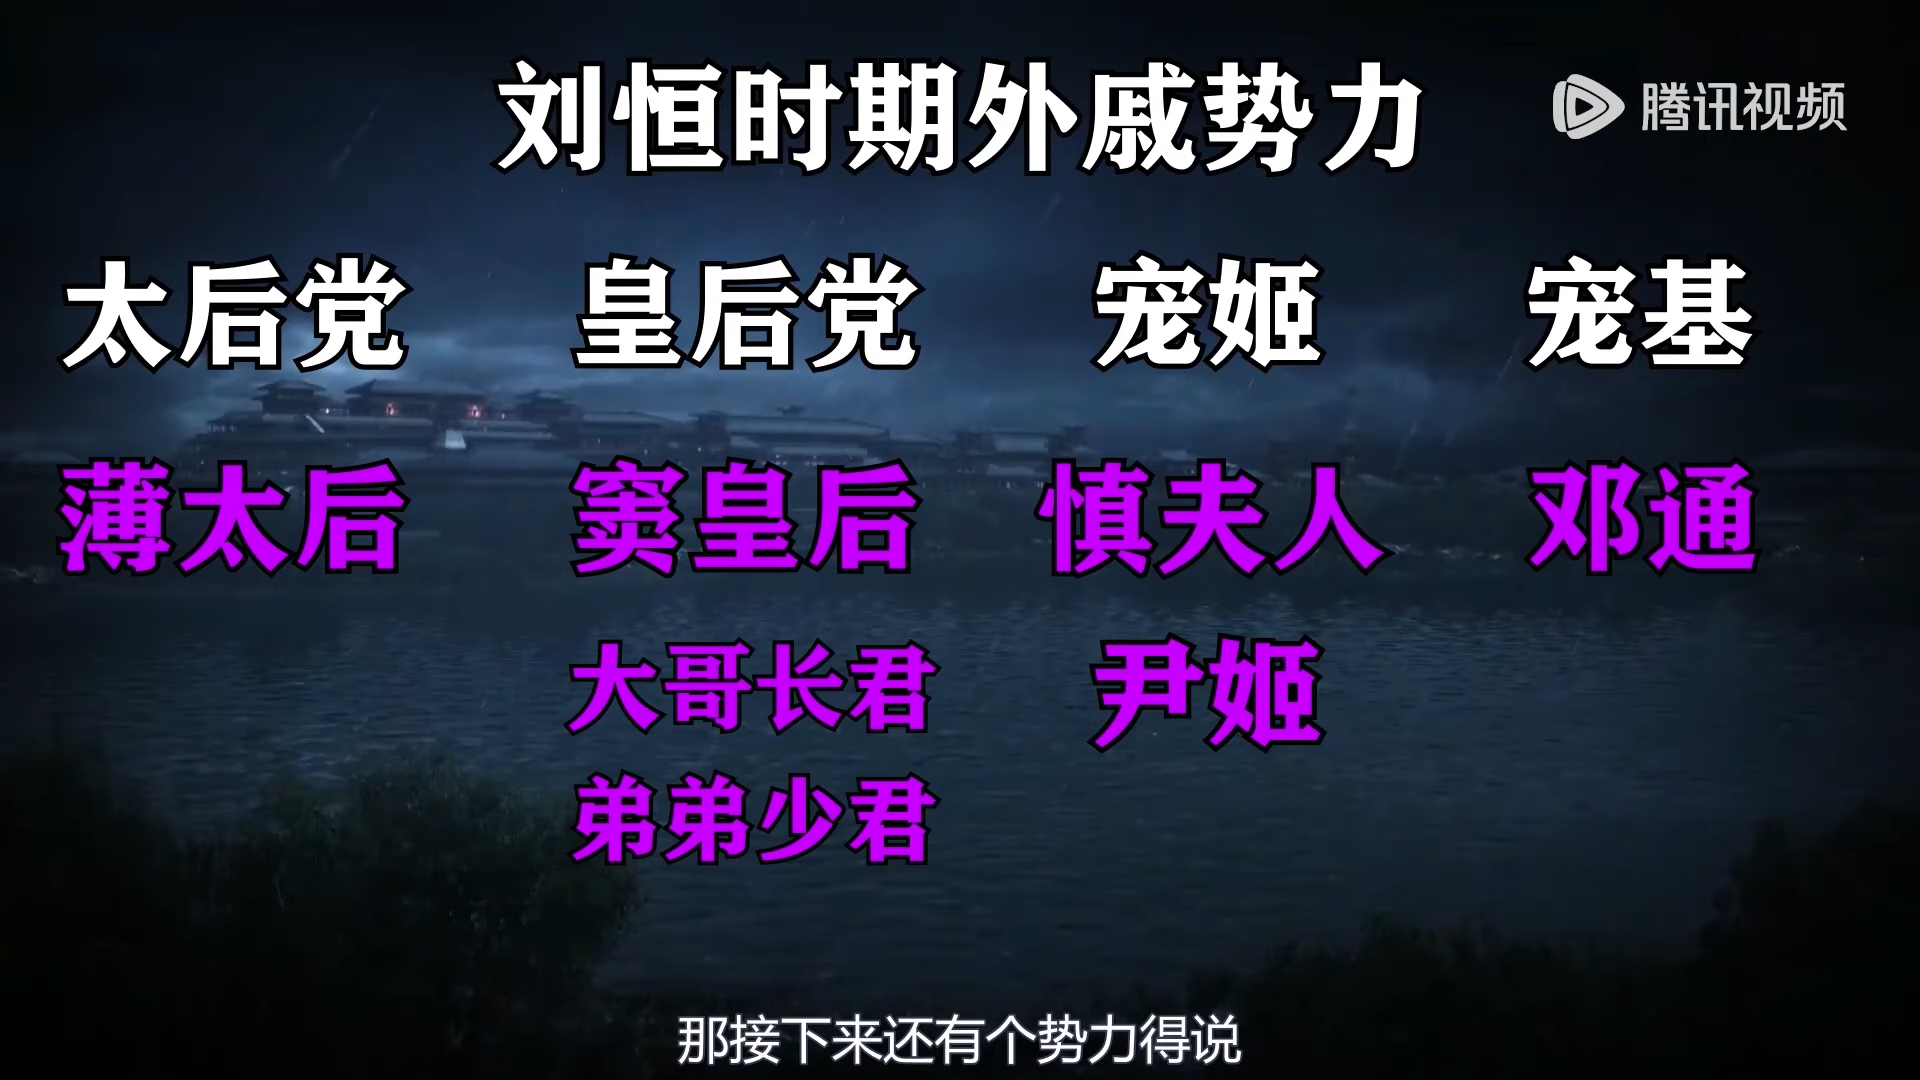 刘恒时期外戚势力
腾讯视频
太后党 皇后党 宠姬 宠基
薄太后 窦皇后 慎夫人 邓通
大哥长君 尹姬
弟弟少君
那接下来还有个势力得说